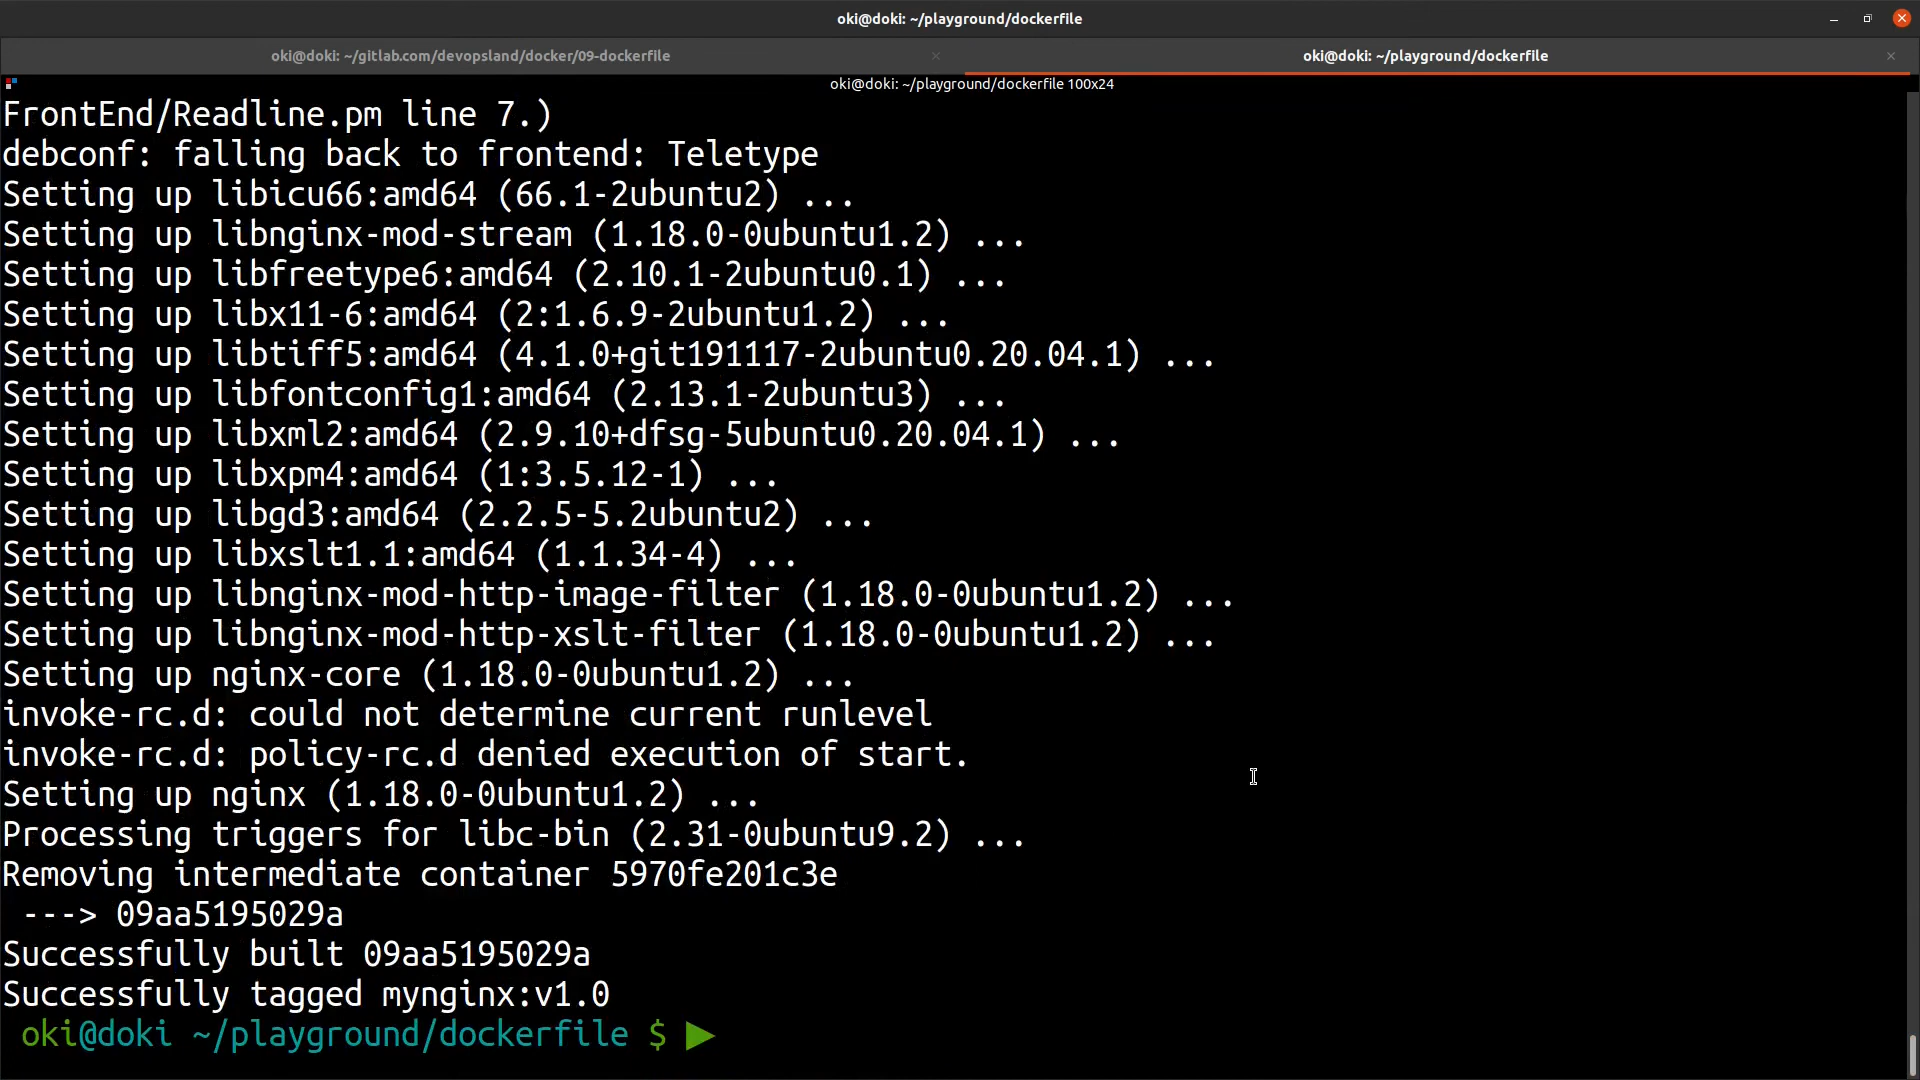 oki@doki: ~/playground/dockerfile
oki@doki: ~/gitlab.com/devopsland/docker/09-dockerfile
oki@doki: ~/playground/dockerfile
oki@doki: ~/playground/dockerfile 100x24
FrontEnd/Readline.pm line 7.)
debconf: falling back to frontend: Teletype
Setting up libicu66:amd64 (66.1-2ubuntu2) ...
Setting up libnginx-mod-stream (1.18.0-0ubuntu1.2) ...
Setting up libfreetype6:amd64 (2.10.1-2ubuntu0.1) ...
Setting up libx11-6:amd64 (2:1.6.9-2ubuntu1.2) ...
Setting up libtiff5:amd64 (4.1.0+git191117-2ubuntu0.20.04.1) ...
Setting up libfontconfig1:amd64 (2.13.1-2ubuntu3) ...
Setting up libxml2:amd64 (2.9.10+dfsg-5ubuntu0.20.04.1) ...
Setting up libxpm4:amd64 (1:3.5.12-1) ...
Setting up libgd3:amd64 (2.2.5-5.2ubuntu2) ...
Setting up libxslt1.1:amd64 (1.1.34-4) ...
Setting up libnginx-mod-http-image-filter (1.18.0-0ubuntu1.2) ...
Setting up libnginx-mod-http-xslt-filter (1.18.0-0ubuntu1.2) ...
Setting up nginx-core (1.18.0-0ubuntu1.2) ...
invoke-rc.d: could not determine current runlevel
invoke-rc.d: policy-rc.d denied execution of start.
Setting up nginx (1.18.0-0ubuntu1.2) ...
Processing triggers for libc-bin (2.31-0ubuntu9.2) ...
Removing intermediate container 5970fe201c3e
 ---> 09aa5195029a
Successfully built 09aa5195029a
Successfully tagged mynginx:v1.0
oki@doki ~/playground/dockerfile $ ▶